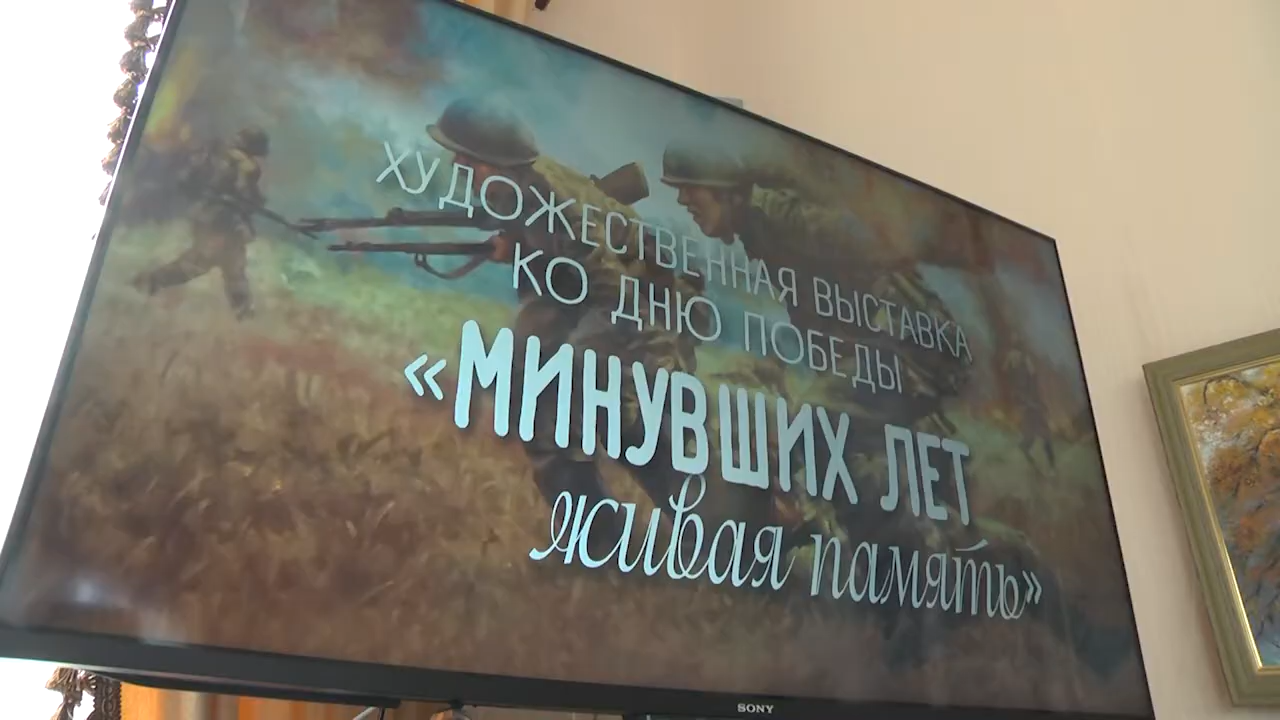 ХУДОЖЕСТВЕННАЯ ВЫСТАВКА
КО ДНЮ ПОБЕДЫ
«МИНУВШИХ ЛЕТ
живая память»
SONY